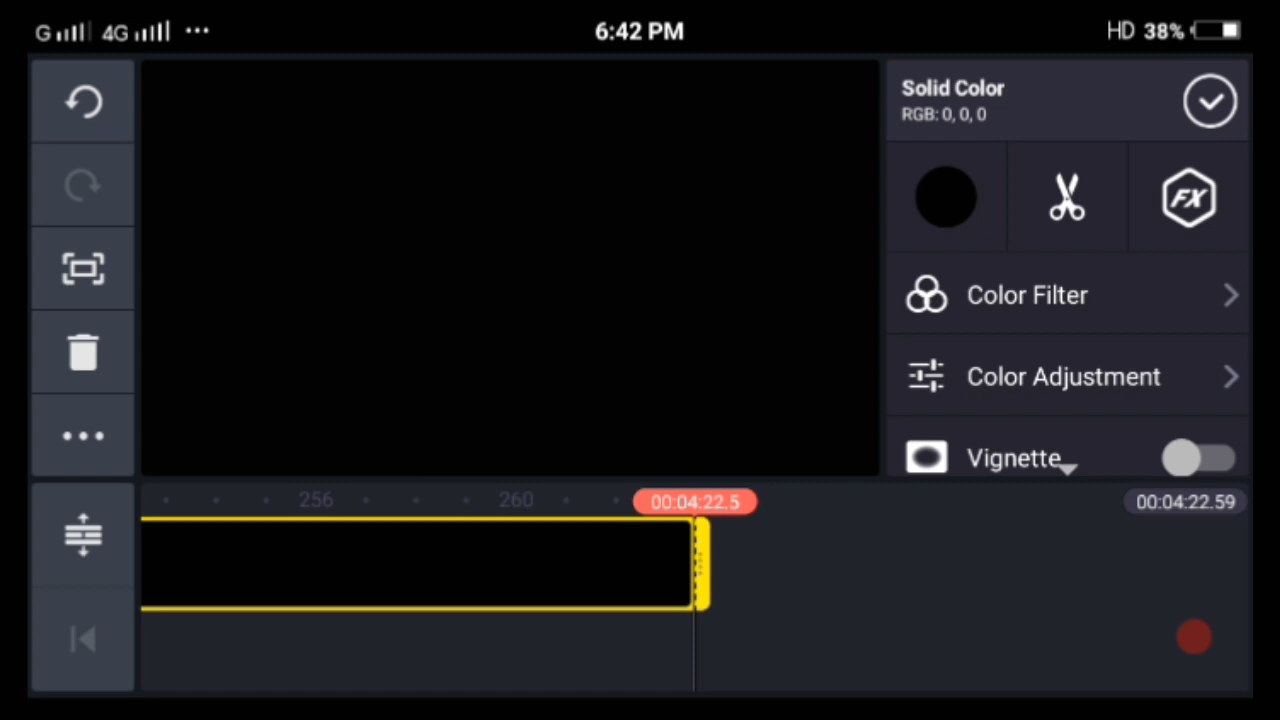 G 4G ... 6:42 PM HD 38%
Solid Color
RGB: 0, 0, 0
FX
Color Filter
Color Adjustment
Vignette
256 260 00:04:22.5 00:04:22.59